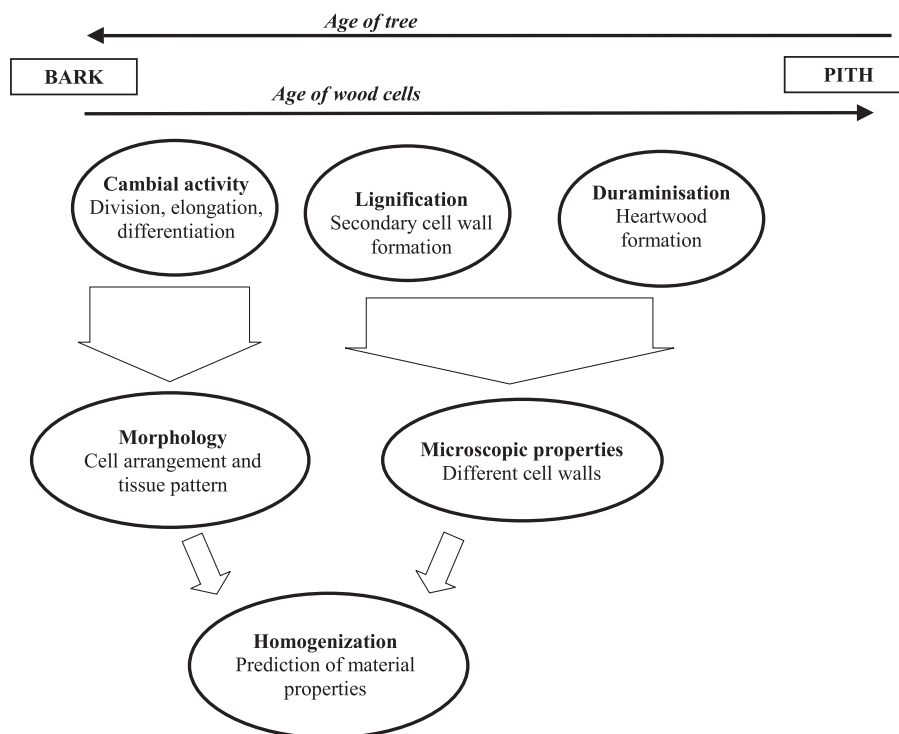 Age of tree
BARK
PITH
Age of wood cells
Cambial activity
Division, elongation,
differentiation
Lignification
Secondary cell wall
formation
Duraminisation
Heartwood
formation
Morphology
Cell arrangement and
tissue pattern
Microscopic properties
Different cell walls
Homogenization
Prediction of material
properties